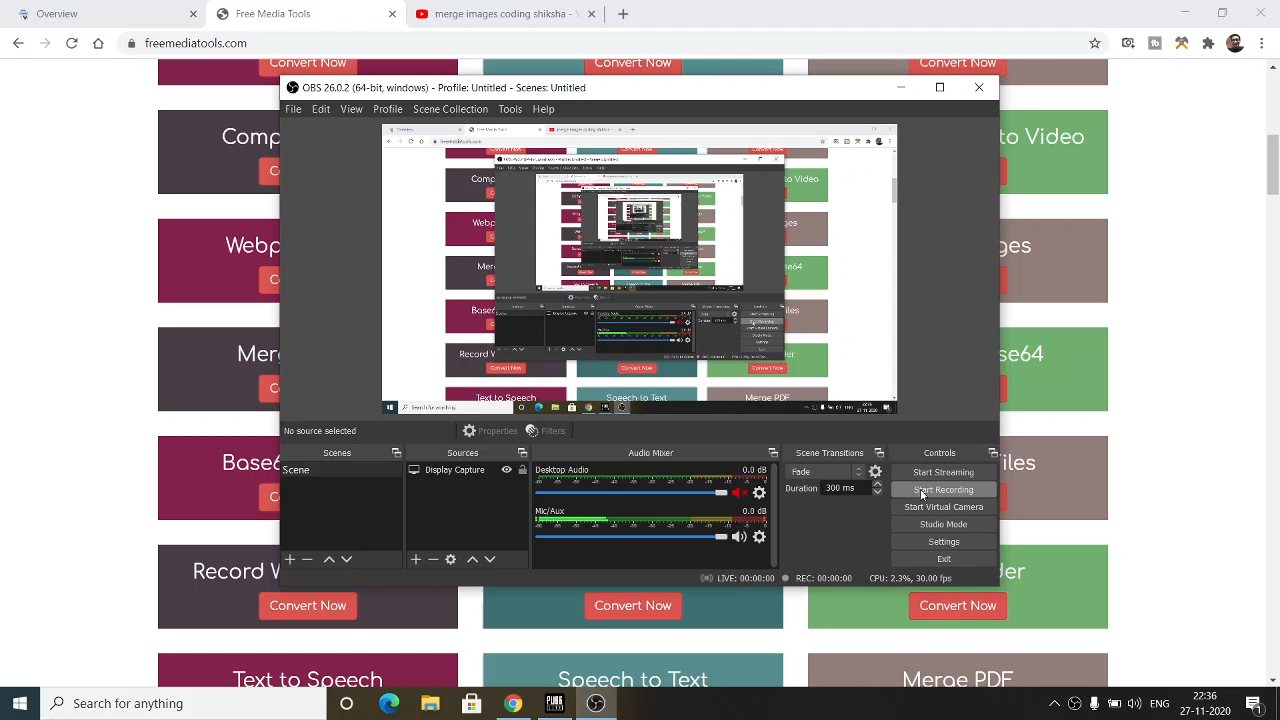 Overview
Free Media Tools
merge images coding shiksha -
freemediatools.com
Convert Now
Convert Now
Convert Now
OBS 26.0.2 (64-bit, windows) - Profile: Untitled - Scenes: Untitled
File Edit View Profile Scene Collection Tools Help
Comp
to Video
Webp
ges
Merg
ase64
Base6
iles
No source selected
Properties
Filters
Scenes
Sources
Audio Mixer
Scene Transitions
Controls
Scene
Display Capture
Desktop Audio
0.0 dB
Mic/Aux
0.0 dB
Fade
Duration 300 ms
Start Streaming
Start Recording
Start Virtual Camera
Studio Mode
Settings
Exit
LIVE: 00:00:00
REC: 00:00:00
CPU: 2.3%, 30.00 fps
Record W
der
Convert Now
Convert Now
Convert Now
Text to Speech
Speech to Text
Merge PDF
Search for anything
ENG
22:36
27-11-2020